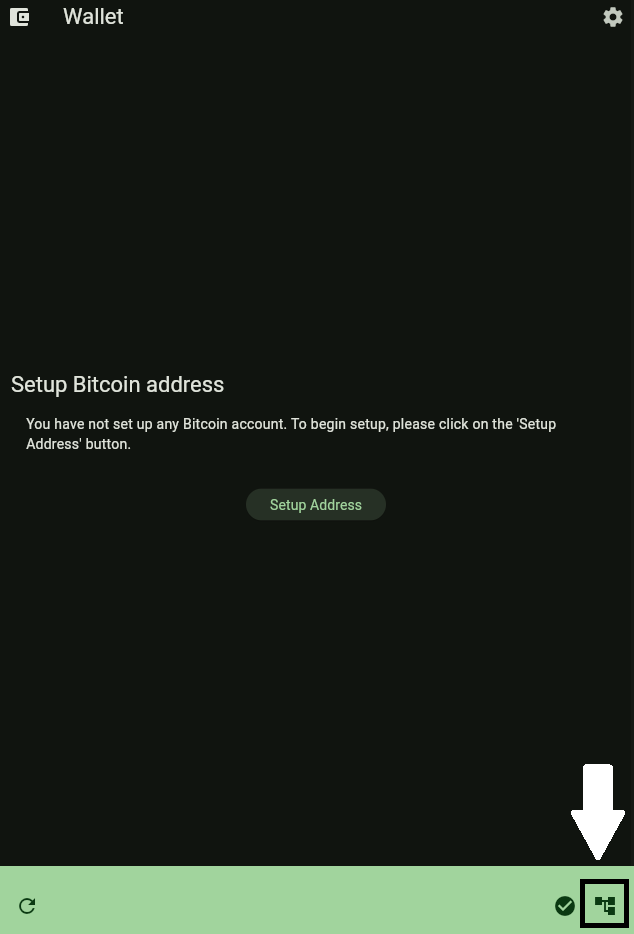 Wallet
Setup Bitcoin address
You have not set up any Bitcoin account. To begin setup, please click on the 'Setup
Address' button.
Setup Address